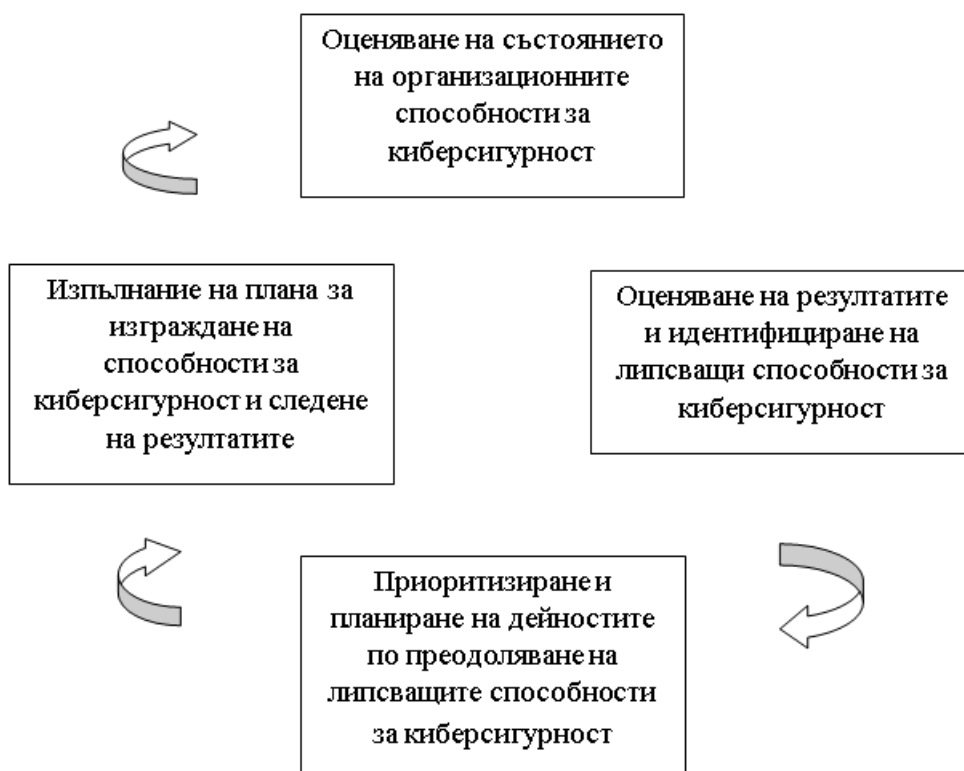 Оценяване на състоянието
на организационните
способности за
киберсигурност
Изпълнание на плана за
изграждане на
способности за
киберсигурност и следене
на резултатите
Оценяване на резултатите
и идентифициране на
липсващи способности за
киберсигурност
Приоритизиране и
планиране на дейностите
по преодоляване на
липсващите способности
за киберсигурност